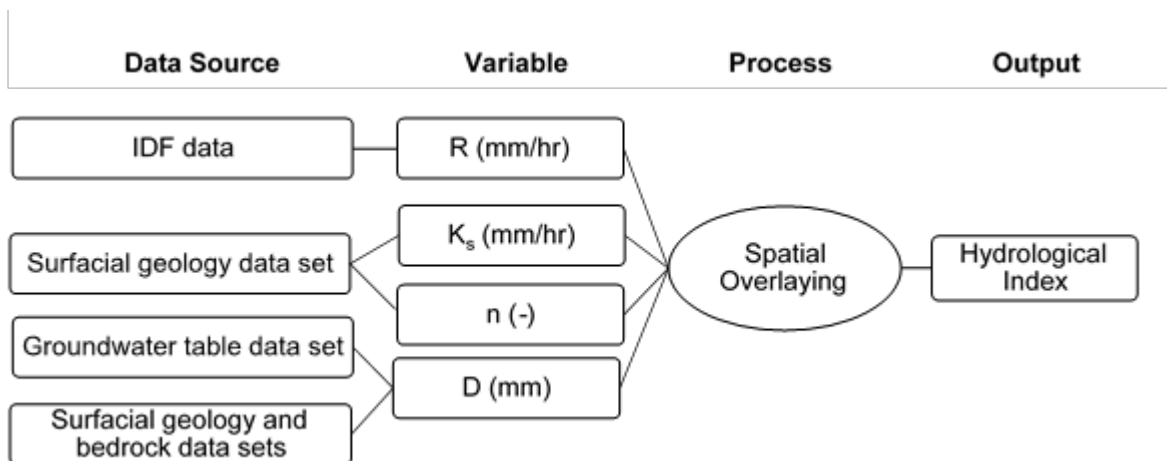 Data Source
Variable
Process
Output
IDF data
R (mm/hr)
Surfacial geology data set
Kₛ (mm/hr)
n (-)
Groundwater table data set
D (mm)
Surfacial geology and
bedrock data sets
Spatial
Overlaying
Hydrological
Index